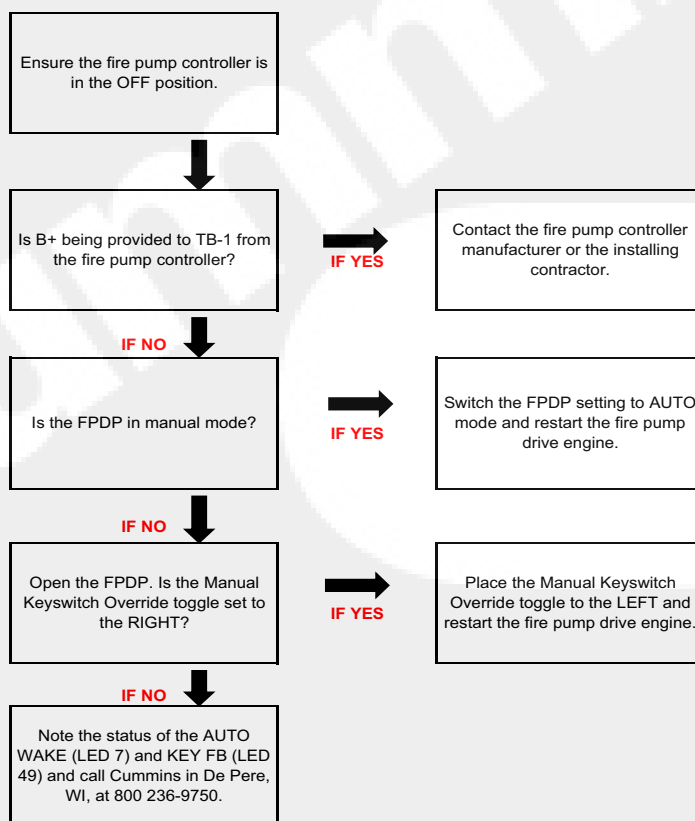 Ensure the fire pump controller is
in the OFF position.
Is B+ being provided to TB-1 from
the fire pump controller?
IF YES
Contact the fire pump controller
manufacturer or the installing
contractor.
IF NO
Is the FPDP in manual mode?
IF YES
Switch the FPDP setting to AUTO
mode and restart the fire pump
drive engine.
IF NO
Open the FPDP. Is the Manual
Keyswitch Override toggle set to
the RIGHT?
IF YES
Place the Manual Keyswitch
Override toggle to the LEFT and
restart the fire pump drive engine.
IF NO
Note the status of the AUTO
WAKE (LED 7) and KEY FB (LED
49) and call Cummins in De Pere,
WI, at 800 236-9750.